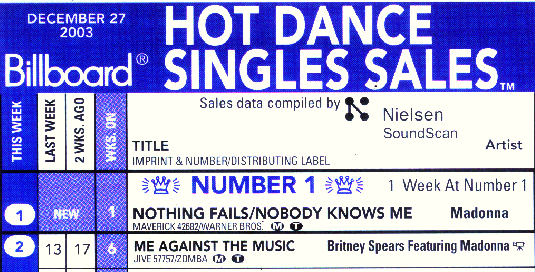 DECEMBER 27
2003
Billboard®
HOT DANCE
SINGLES SALES™
THIS WEEK
LAST WEEK
2 WKS. AGO
WKS. ON
Sales data compiled by
Nielsen
SoundScan
TITLE
Artist
IMPRINT & NUMBER/DISTRIBUTING LABEL
NUMBER 1
1 Week At Number 1
1 NEW 1 NOTHING FAILS/NOBODY KNOWS ME Madonna
MAVERICK 42682/WARNER BROS. M T
2 13 17 6 ME AGAINST THE MUSIC Britney Spears Featuring Madonna
JIVE 57757/ZOMBA M T